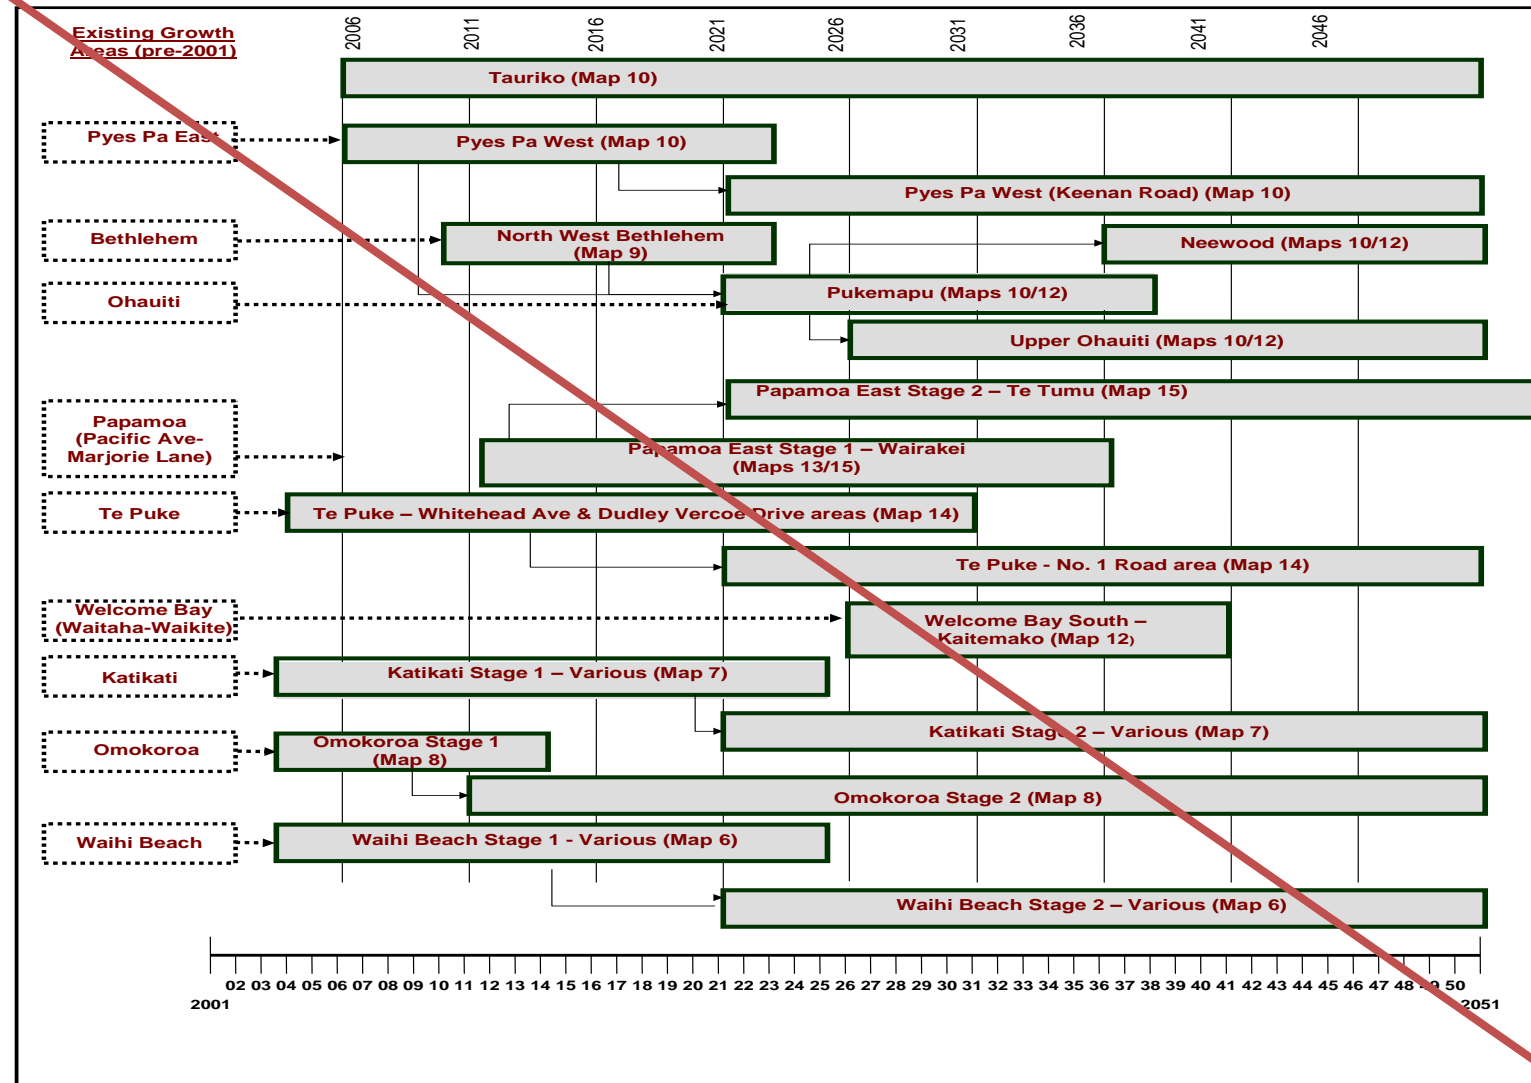 Existing Growth
Areas (pre-2001)
2006
2011
2016
2021
2026
2031
2036
2041
2046
Tauriko (Map 10)
Pyes Pa East
Pyes Pa West (Map 10)
Pyes Pa West (Keenan Road) (Map 10)
Bethlehem
North West Bethlehem
(Map 9)
Neewood (Maps 10/12)
Ohauiti
Pukemapu (Maps 10/12)
Upper Ohauiti (Maps 10/12)
Papamoa East Stage 2 – Te Tumu (Map 15)
Papamoa
(Pacific Ave-
Marjorie Lane)
Papamoa East Stage 1 – Wairakei
(Maps 13/15)
Te Puke
Te Puke – Whitehead Ave & Dudley Vercoe Drive areas (Map 14)
Te Puke - No. 1 Road area (Map 14)
Welcome Bay
(Waitaha-Waikite)
Welcome Bay South –
Kaitemako (Map 12)
Katikati
Katikati Stage 1 – Various (Map 7)
Katikati Stage 2 – Various (Map 7)
Omokoroa
Omokoroa Stage 1
(Map 8)
Omokoroa Stage 2 (Map 8)
Waihi Beach
Waihi Beach Stage 1 - Various (Map 6)
Waihi Beach Stage 2 – Various (Map 6)
02 03 04 05 06 07 08 09 10 11 12 13 14 15 16 17 18 19 20 21 22 23 24 25 26 27 28 29 30 31 32 33 34 35 36 37 38 39 40 41 42 43 44 45 46 47 48 49 50
2001
2051